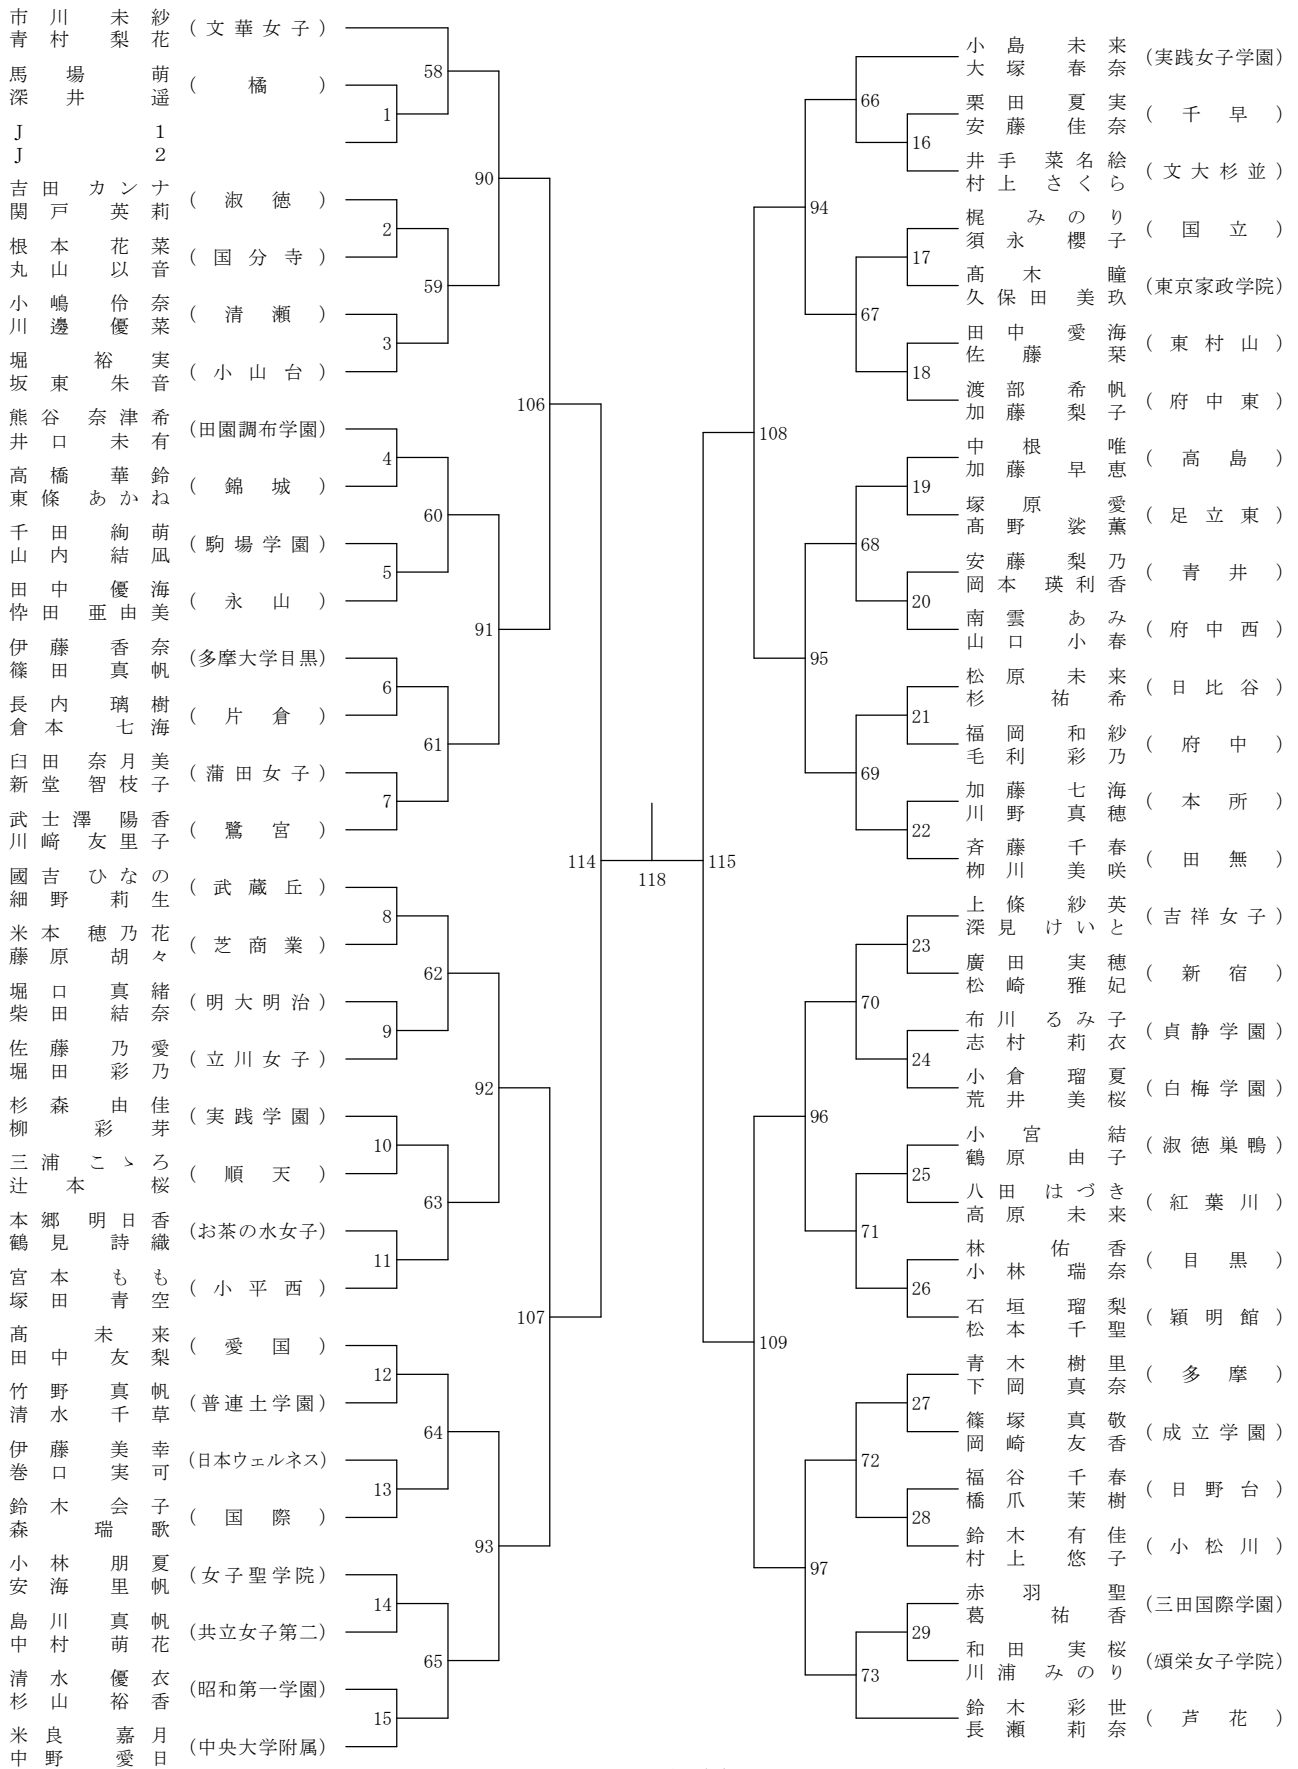 市川 未紗 (文華女子)
青村 梨花
58
馬場 萌 (橘)
深井 遥
1
J 1
J 2
90
吉田 カンナ (淑徳)
関戸 英莉
2
根本 花菜 (国分寺)
丸山 以音
59
小嶋 伶奈 (清瀬)
川邊 優菜
3
堀 裕実 (小山台)
坂東 朱音
106
熊谷 奈津希 (田園調布学園)
井口 未有
4
高橋 華鈴 (錦城)
東條 あかね
60
千田 絢萌 (駒場学園)
山内 結凪
5
田中 優海 (永山)
忰田 亜由美
91
伊藤 香奈 (多摩大学目黒)
篠田 真帆
6
長内 璃樹 (片倉)
倉本 七海
61
臼田 奈月美 (蒲田女子)
新堂 智枝子
7
武士澤 陽香 (鷺宮)
川﨑 友里子
114
國吉 ひなの (武蔵丘)
細野 莉生
8
米本 穂乃花 (芝商業)
藤原 胡々
62
堀口 真緒 (明大明治)
柴田 結奈
9
佐藤 乃愛 (立川女子)
堀田 彩乃
92
杉森 由佳 (実践学園)
柳 彩芽
10
三浦 こゝろ (順天)
辻本 桜
63
本郷 明日香 (お茶の水女子)
鶴見 詩織
11
宮本 もも (小平西)
塚田 青空
107
髙 未来 (愛国)
田中 友梨
12
竹野 真帆 (普連土学園)
清水 千草
64
伊藤 美幸 (日本ウェルネス)
巻口 実可
13
鈴木 会子 (国際)
森 瑞歌
93
小林 朋夏 (女子聖学院)
安海 里帆
14
島川 真帆 (共立女子第二)
中村 萌花
65
清水 優衣 (昭和第一学園)
杉山 裕香
15
米良 嘉月 (中央大学附属)
中野 愛日
118
小島 未来 (実践女子学園)
大塚 春奈
66
栗田 夏実 (千早)
安藤 佳奈
16
井手 菜名絵 (文大杉並)
村上 さくら
94
梶 みのり (国立)
須永 櫻子
17
髙木 瞳 (東京家政学院)
久保田 美玖
67
田中 愛海 (東村山)
佐藤 栞
18
渡部 希帆 (府中東)
加藤 梨子
108
中根 唯 (高島)
加藤 早恵
19
塚原 愛 (足立東)
髙野 裟薫
68
安藤 梨乃 (青井)
岡本 瑛利香
20
南雲 あみ (府中西)
山口 小春
95
松原 未来 (日比谷)
杉 祐希
21
福岡 和紗 (府中)
毛利 彩乃
69
加藤 七海 (本所)
川野 真穂
22
斉藤 千春 (田無)
栁川 美咲
115
上條 紗英 (吉祥女子)
深見 けいと
23
廣田 実穂 (新宿)
松崎 雅妃
70
布川 るみ子 (貞静学園)
志村 莉衣
24
小倉 瑠夏 (白梅学園)
荒井 美桜
96
小宮 結 (淑徳巣鴨)
鶴原 由子
25
八田 はづき (紅葉川)
高原 未来
71
林 佑香 (目黒)
小林 瑞奈
26
石垣 瑠梨 (穎明館)
松本 千聖
109
青木 樹里 (多摩)
下岡 真奈
27
篠塚 真敬 (成立学園)
岡崎 友香
72
福谷 千春 (日野台)
橋爪 茉樹
28
鈴木 有佳 (小松川)
村上 悠子
97
赤羽 聖 (三田国際学園)
葛 祐香
29
和田 実桜 (頌栄女子学院)
川浦 みのり
73
鈴木 彩世 (芦花)
長瀬 莉奈